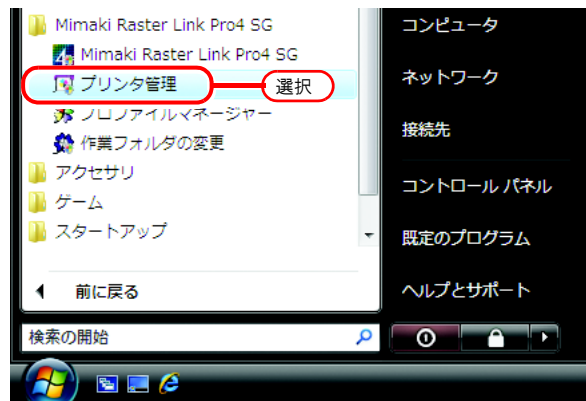 Mimaki Raster Link Pro4 SG
Mimaki Raster Link Pro4 SG
プリンタ管理
選択
プロファイルマネージャー
作業フォルダの変更
アクセサリ
ゲーム
スタートアップ
前に戻る
検索の開始
コンピュータ
ネットワーク
接続先
コントロール パネル
既定のプログラム
ヘルプとサポート